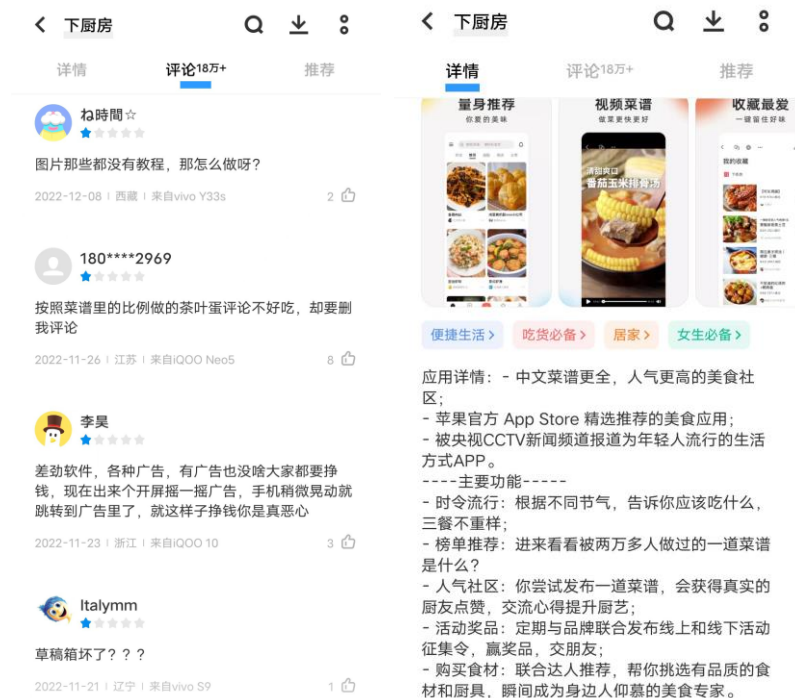 下厨房
详情
评论18万+
推荐
ね時間☆
图片那些都没有教程，那怎么做呀？
2022-12-08 | 西藏 | 来自vivo Y33s
2
180****2969
按照菜谱里的比例做的茶叶蛋评论不好吃，却要删
我评论
2022-11-26 | 江苏 | 来自iQOO Neo5
8
李昊
差劲软件，各种广告，有广告也没啥大家都要挣
钱，现在出来个开屏摇一摇广告，手机稍微晃动就
跳转到广告里了，就这样子挣钱你是真恶心
2022-11-23 | 浙江 | 来自iQOO 10
3
Italymm
草稿箱坏了？？？
2022-11-21 | 辽宁 | 来自vivo S9
1
下厨房
详情
评论18万+
推荐
量身推荐
你爱的美味
视频菜谱
做菜更快更好
清甜爽口
番茄玉米排骨汤
收藏最爱
一键留住好味
我的收藏
便捷生活 >
吃货必备 >
居家 >
女生必备 >
应用详情：- 中文菜谱更全，人气更高的美食社
区；
- 苹果官方 App Store 精选推荐的美食应用；
- 被央视CCTV新闻频道报道为年轻人流行的生活
方式APP。
----主要功能-----
- 时令流行：根据不同节气，告诉你应该吃什么，
三餐不重样；
- 榜单推荐：进来看看被两万多人做过的一道菜谱
是什么？
- 人气社区：你尝试发布一道菜谱，会获得真实的
厨友点赞，交流心得提升厨艺；
- 活动奖品：定期与品牌联合发布线上和线下活动
征集令，赢奖品，交朋友；
- 购买食材：联合达人推荐，帮你挑选有品质的食
材和厨具，瞬间成为身边人仰慕的美食专家。